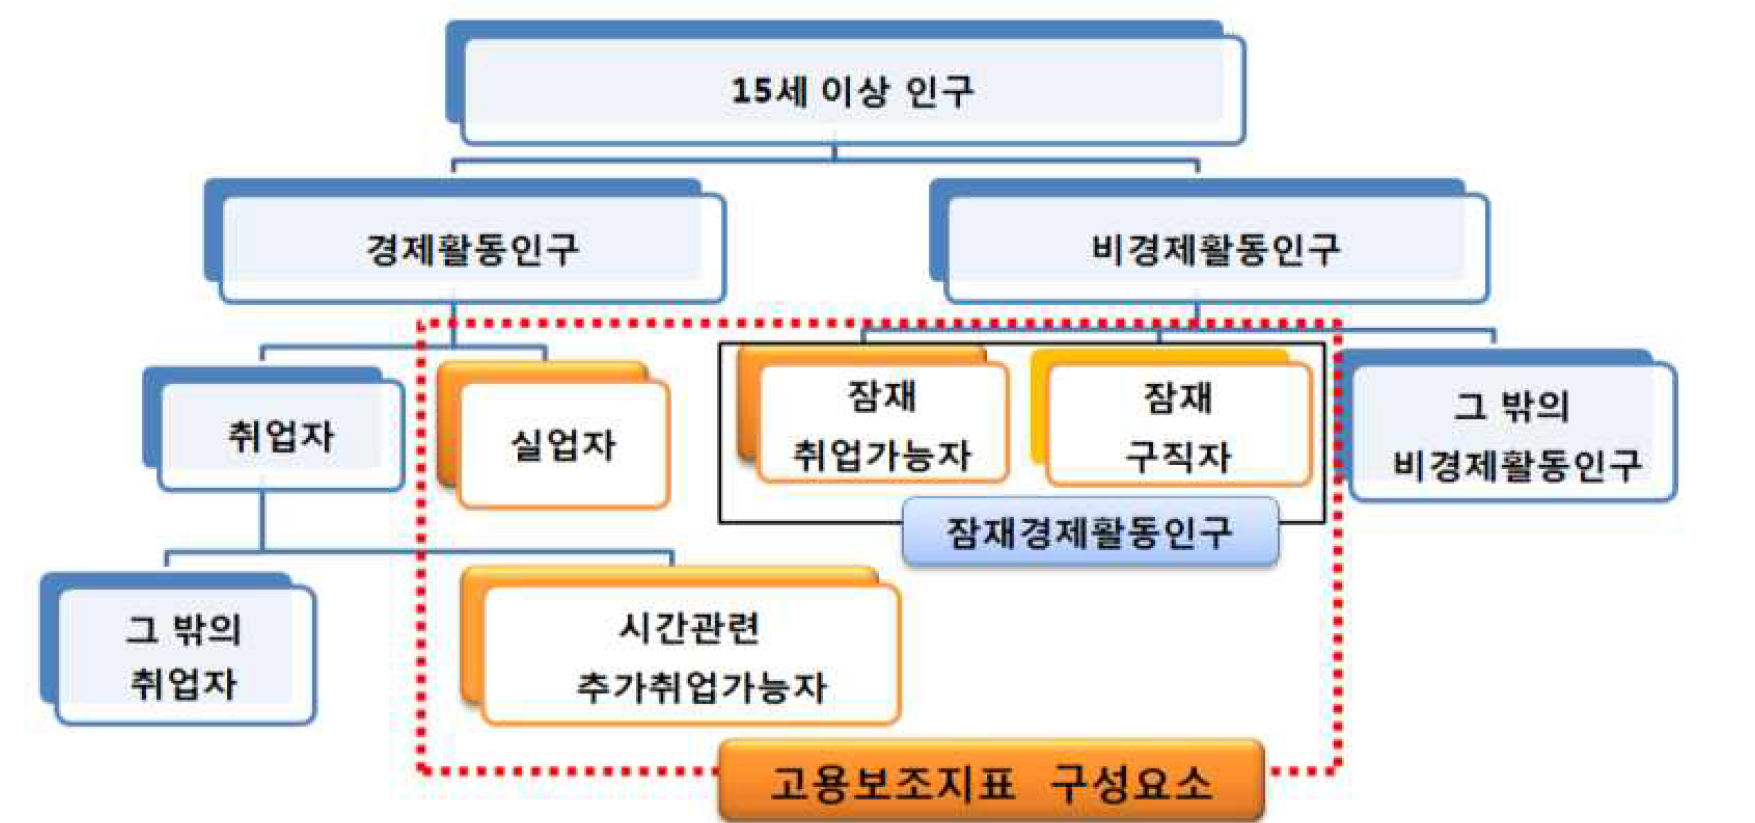 15세 이상 인구
경제활동인구
비경제활동인구
취업자
실업자
잠재
취업가능자
잠재
구직자
그 밖의
비경제활동인구
잠재경제활동인구
그 밖의
취업자
시간관련
추가취업가능자
고용보조지표 구성요소